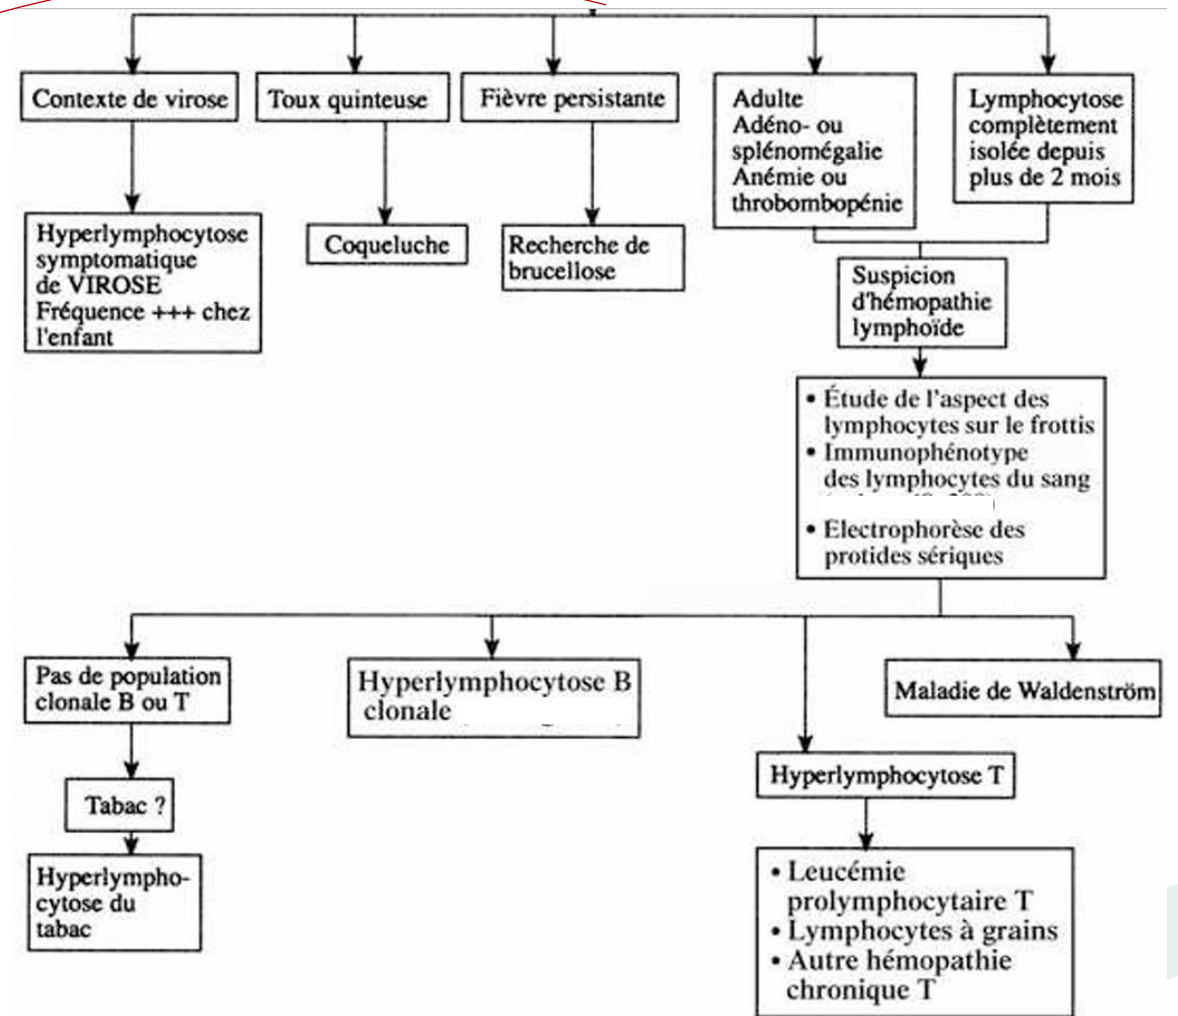 Contexte de virose
Toux quinteuse
Fièvre persistante
Adulte
Adéno- ou
splénomégalie
Anémie ou
throbombopénie
Lymphocytose
complètement
isolée depuis
plus de 2 mois
Hyperlymphocytose
symptomatique
de VIROSE
Fréquence +++ chez
l'enfant
Coqueluche
Recherche de
brucellose
Suspicion
d'hémopathie
lymphoïde
• Étude de l'aspect des
lymphocytes sur le frottis
• Immunophénotype
des lymphocytes du sang
• Electrophorèse des
protides sériques
Pas de population
clonale B ou T
Hyperlymphocytose B
clonale
Maladie de Waldenström
Hyperlymphocytose T
Tabac ?
Hyperlympho-
cytose du
tabac
• Leucémie
prolymphocytaire T
• Lymphocytes à grains
• Autre hémopathie
chronique T